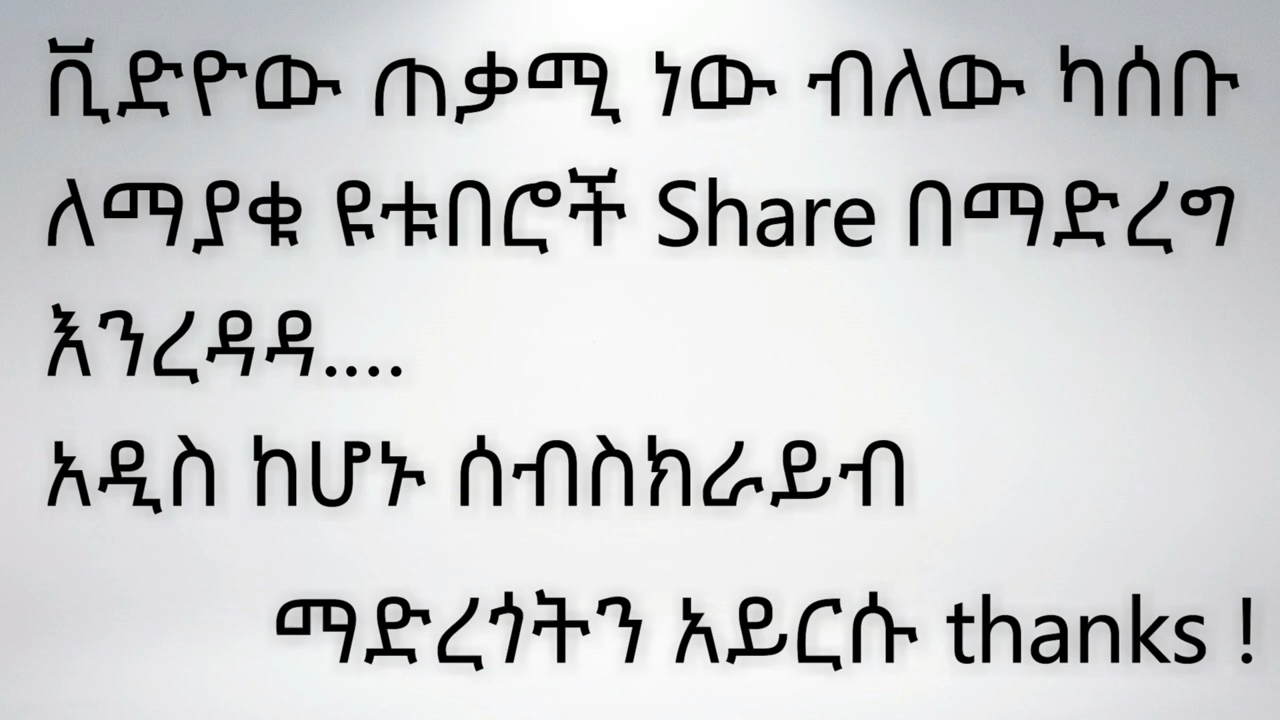 ቪድዮው ጠቃሚ ነው ብለው ካሰቡ
ለማያቁ ዩቱበሮች Share በማድረግ
እንረዳዳ....
አዲስ ከሆኑ ሰብስክራይብ
ማድረጎትን አይርሱ thanks !